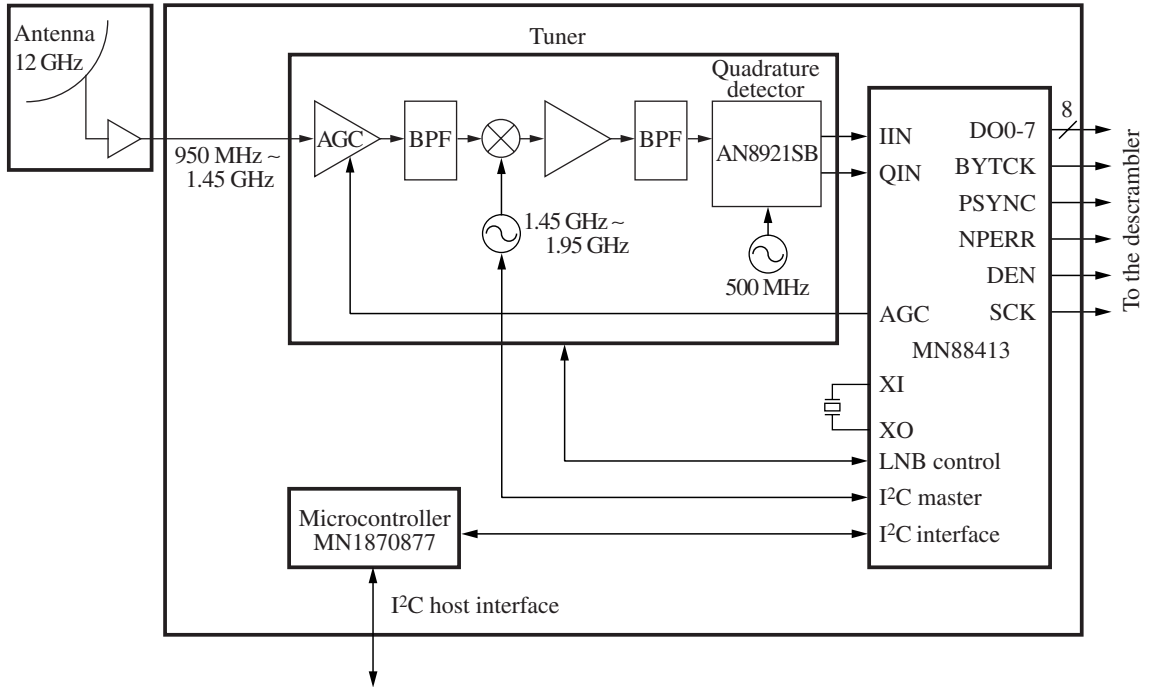 Antenna
12 GHz
Tuner
Quadrature
detector
AGC
BPF
BPF
AN8921SB
950 MHz ~
1.45 GHz
1.45 GHz ~
1.95 GHz
500 MHz
IIN
QIN
AGC
MN88413
XI
XO
LNB control
I²C master
I²C interface
DO0-7
BYTCK
PSYNC
NPERR
DEN
SCK
8
To the descrambler
Microcontroller
MN1870877
I²C host interface